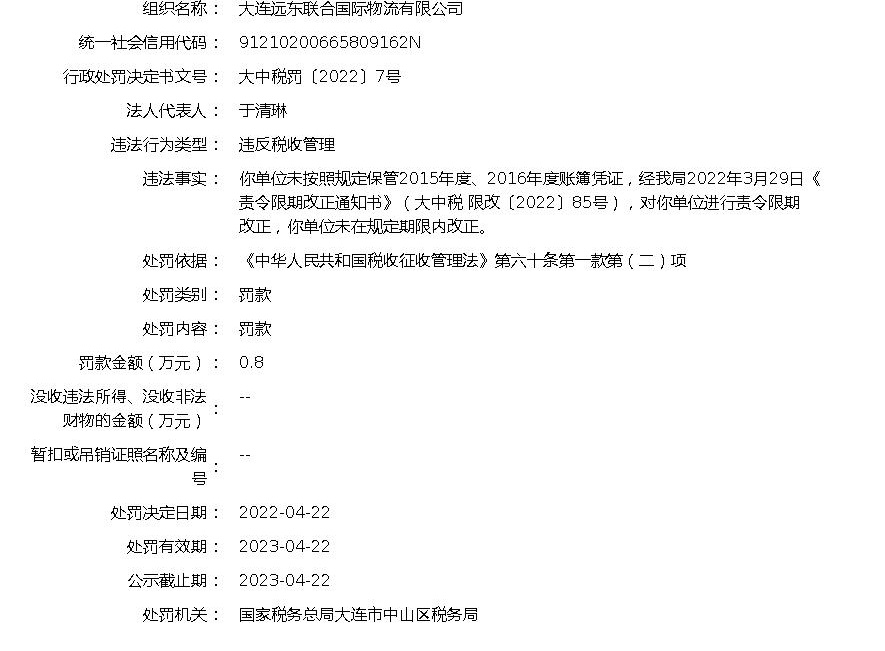 组织名称： 大连远东联合国际物流有限公司
统一社会信用代码： 91210200665809162N
行政处罚决定书文号： 大中税罚〔2022〕7号
法人代表人： 于清琳
违法行为类型： 违反税收管理
违法事实： 你单位未按照规定保管2015年度、2016年度账簿凭证，经我局2022年3月29日《
责令限期改正通知书》（大中税 限改〔2022〕85号），对你单位进行责令限期
改正，你单位未在规定期限内改正。
处罚依据： 《中华人民共和国税收征收管理法》第六十条第一款第（二）项
处罚类别： 罚款
处罚内容： 罚款
罚款金额（万元）： 0.8
没收违法所得、没收非法
财物的金额（万元）： --
暂扣或吊销证照名称及编
号： --
处罚决定日期： 2022-04-22
处罚有效期： 2023-04-22
公示截止期： 2023-04-22
处罚机关： 国家税务总局大连市中山区税务局